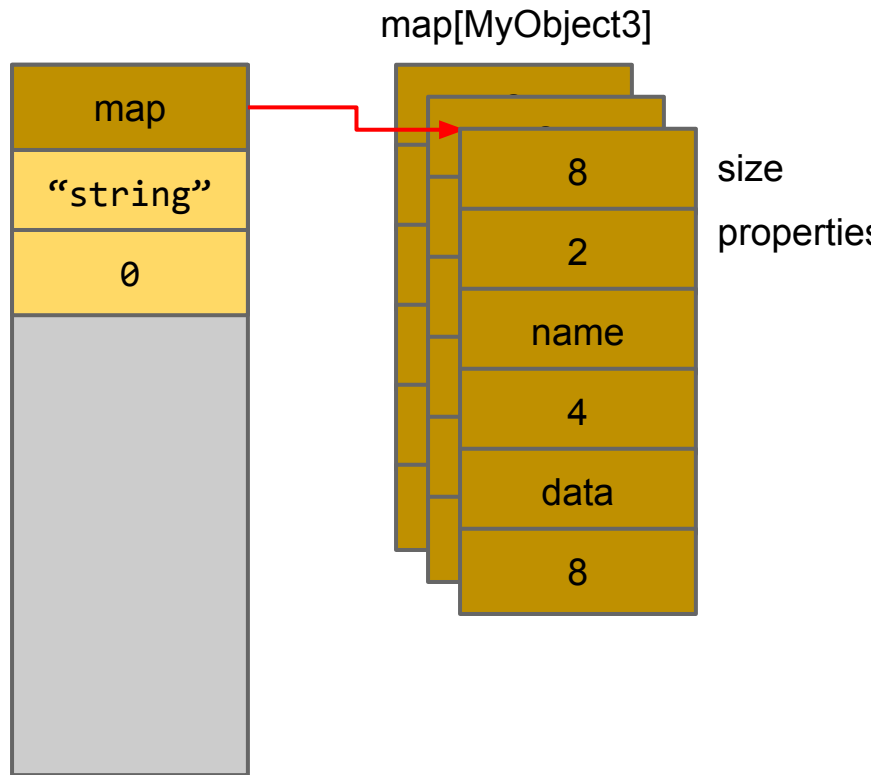 map[MyObject3]
map
“string”
0
8
size
2
properties
name
4
data
8